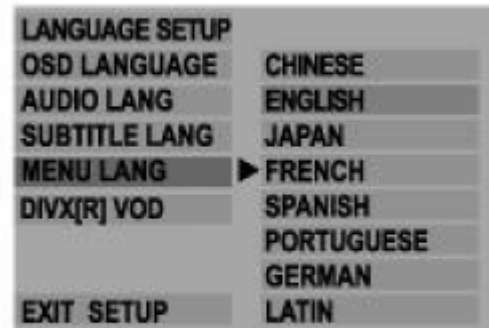 LANGUAGE SETUP
OSD LANGUAGE
AUDIO LANG
SUBTITLE LANG
MENU LANG
DIVX[R] VOD
EXIT SETUP
CHINESE
ENGLISH
JAPAN
FRENCH
SPANISH
PORTUGUESE
GERMAN
LATIN